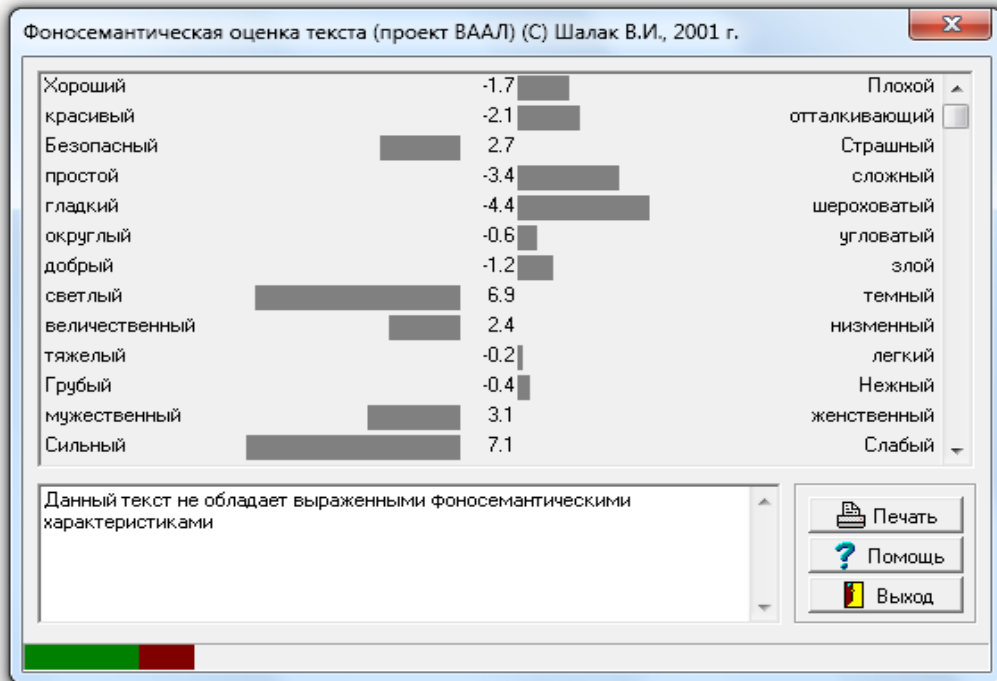 Фоносемантическая оценка текста (проект ВААЛ) (С) Шалак В.И., 2001 г.
Хороший -1.7 Плохой
красивый -2.1 отталкивающий
Безопасный 2.7 Страшный
простой -3.4 сложный
гладкий -4.4 шероховатый
округлый -0.6 угловатый
добрый -1.2 злой
светлый 6.9 темный
величественный 2.4 низменный
тяжелый -0.2 легкий
Грубый -0.4 Нежный
мужественный 3.1 женственный
Сильный 7.1 Слабый
Данный текст не обладает выраженными фоносемантическими
характеристиками
Печать
Помощь
Выход